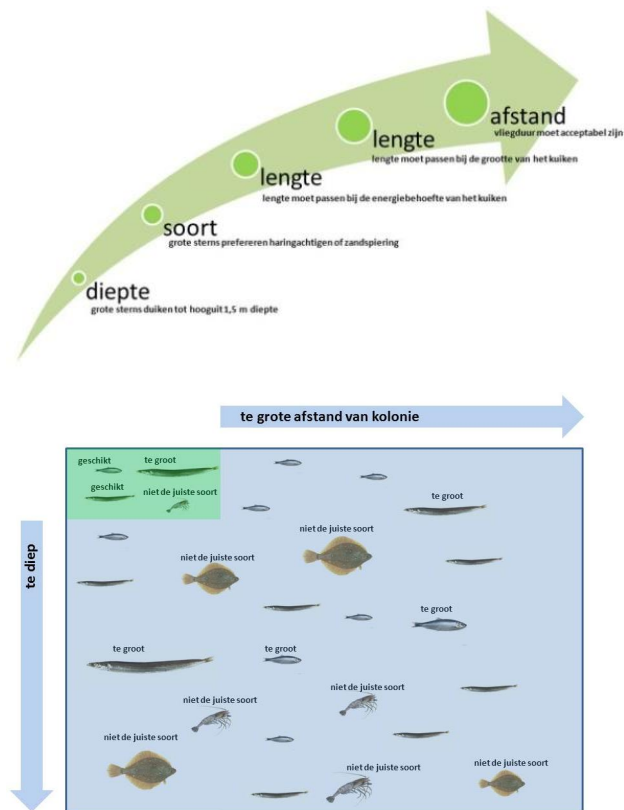 afstand
vliegduur moet acceptabel zijn
lengte
lengte moet passen bij de grootte van het kuiken
lengte
lengte moet passen bij de energiebehoefte van het kuiken
soort
grote sterns prefereren haringachtigen of zandspiering
diepte
grote sterns duiken tot hooguit 1,5 m diepte
te grote afstand van kolonie
geschikt
te groot
geschikt
niet de juiste soort
te groot
niet de juiste soort
niet de juiste soort
te diep
te groot
te groot
te groot
niet de juiste soort
niet de juiste soort
niet de juiste soort
niet de juiste soort
niet de juiste soort